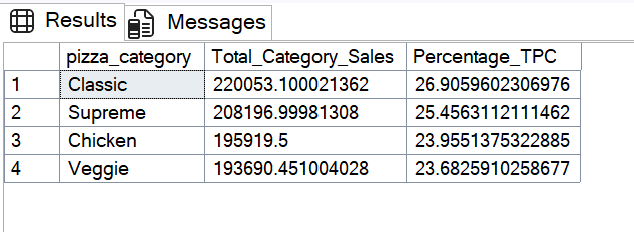 Results Messages
pizza_category Total_Category_Sales Percentage_TPC
1 Classic 220053.100021362 26.9059602306976
2 Supreme 208196.99981308 25.4563112111462
3 Chicken 195919.5 23.9551375322885
4 Veggie 193690.451004028 23.6825910258677